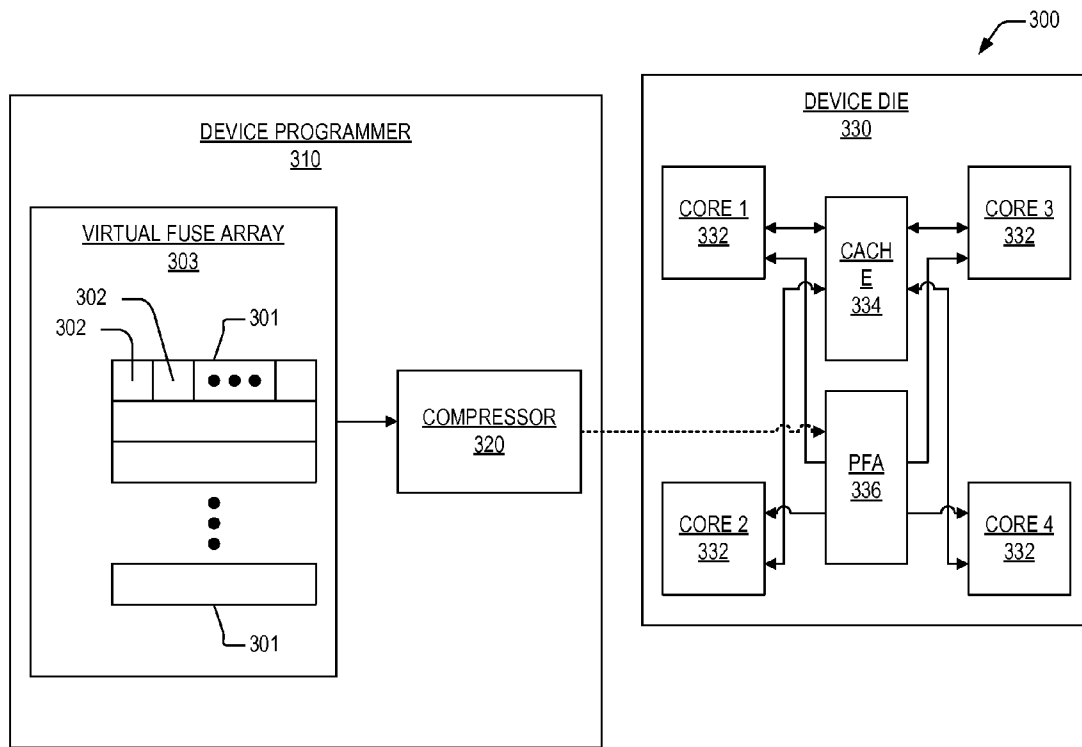 300
DEVICE PROGRAMMER
310
VIRTUAL FUSE ARRAY
303
302
302
301
301
COMPRESSOR
320
DEVICE DIE
330
CORE 1
332
CACH
E
334
CORE 3
332
PFA
336
CORE 2
332
CORE 4
332